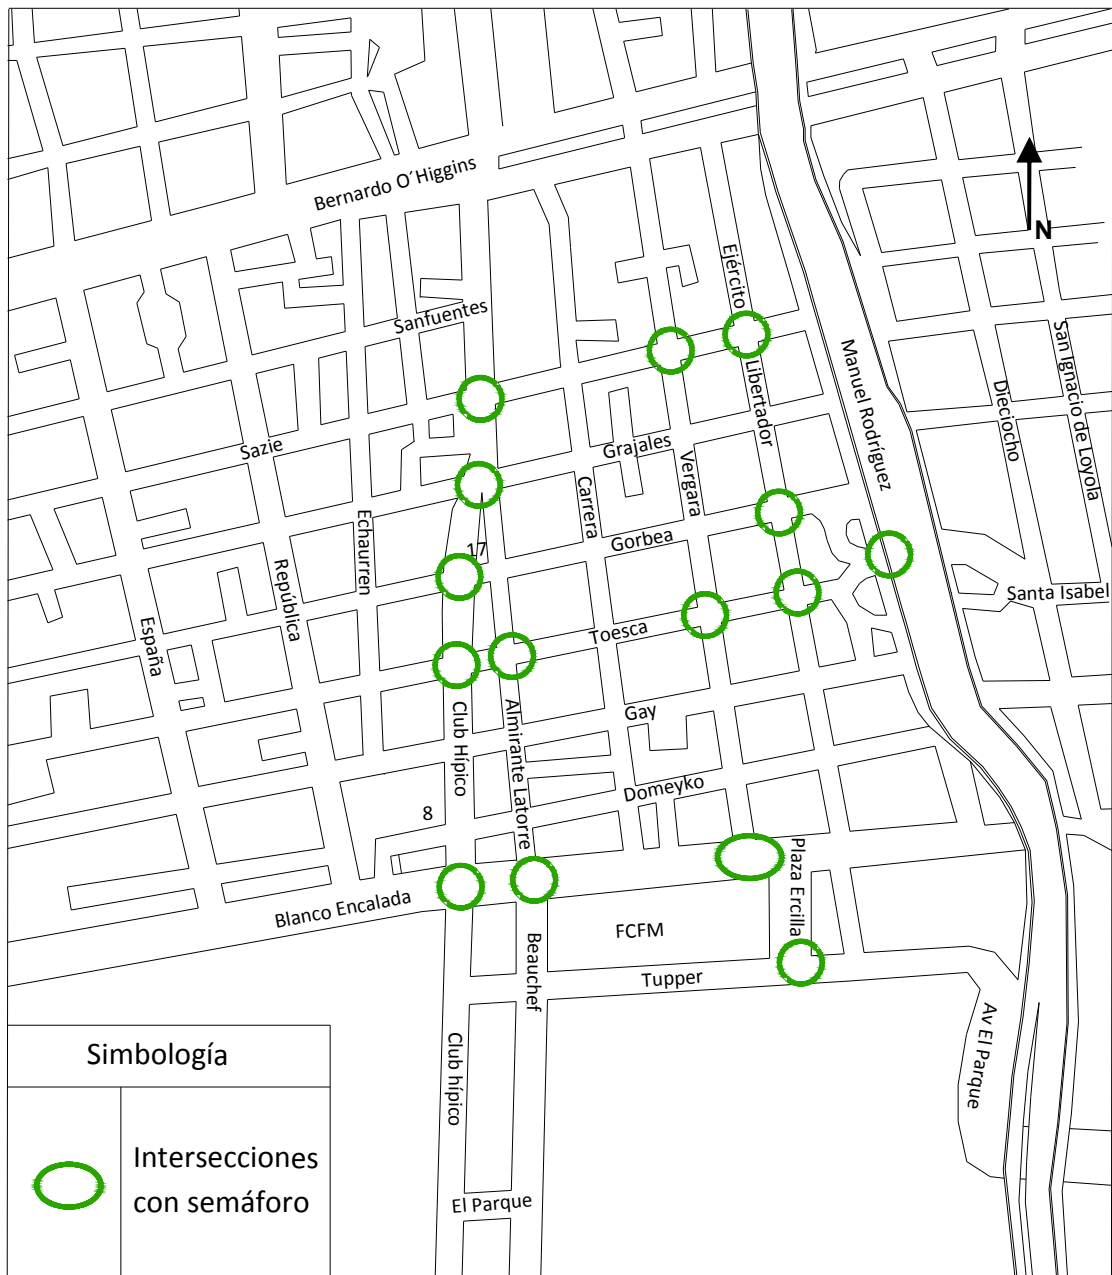 Bernardo O´Higgins
N
Ejército
Libertador
Sanfuentes
Manuel Rodríguez
San Ignacio de Loyola
Dieciocho
Sazie
Grajales
Vergara
Carrera
Gorbea
Echaurren
17
República
España
Santa Isabel
Toesca
Gay
Club Hípico
Almirante Latorre
Domeyko
8
Plaza Ercilla
Blanco Encalada
FCFM
Beauchef
Tupper
Av El Parque
Club hípico
El Parque
Simbología
Intersecciones
con semáforo